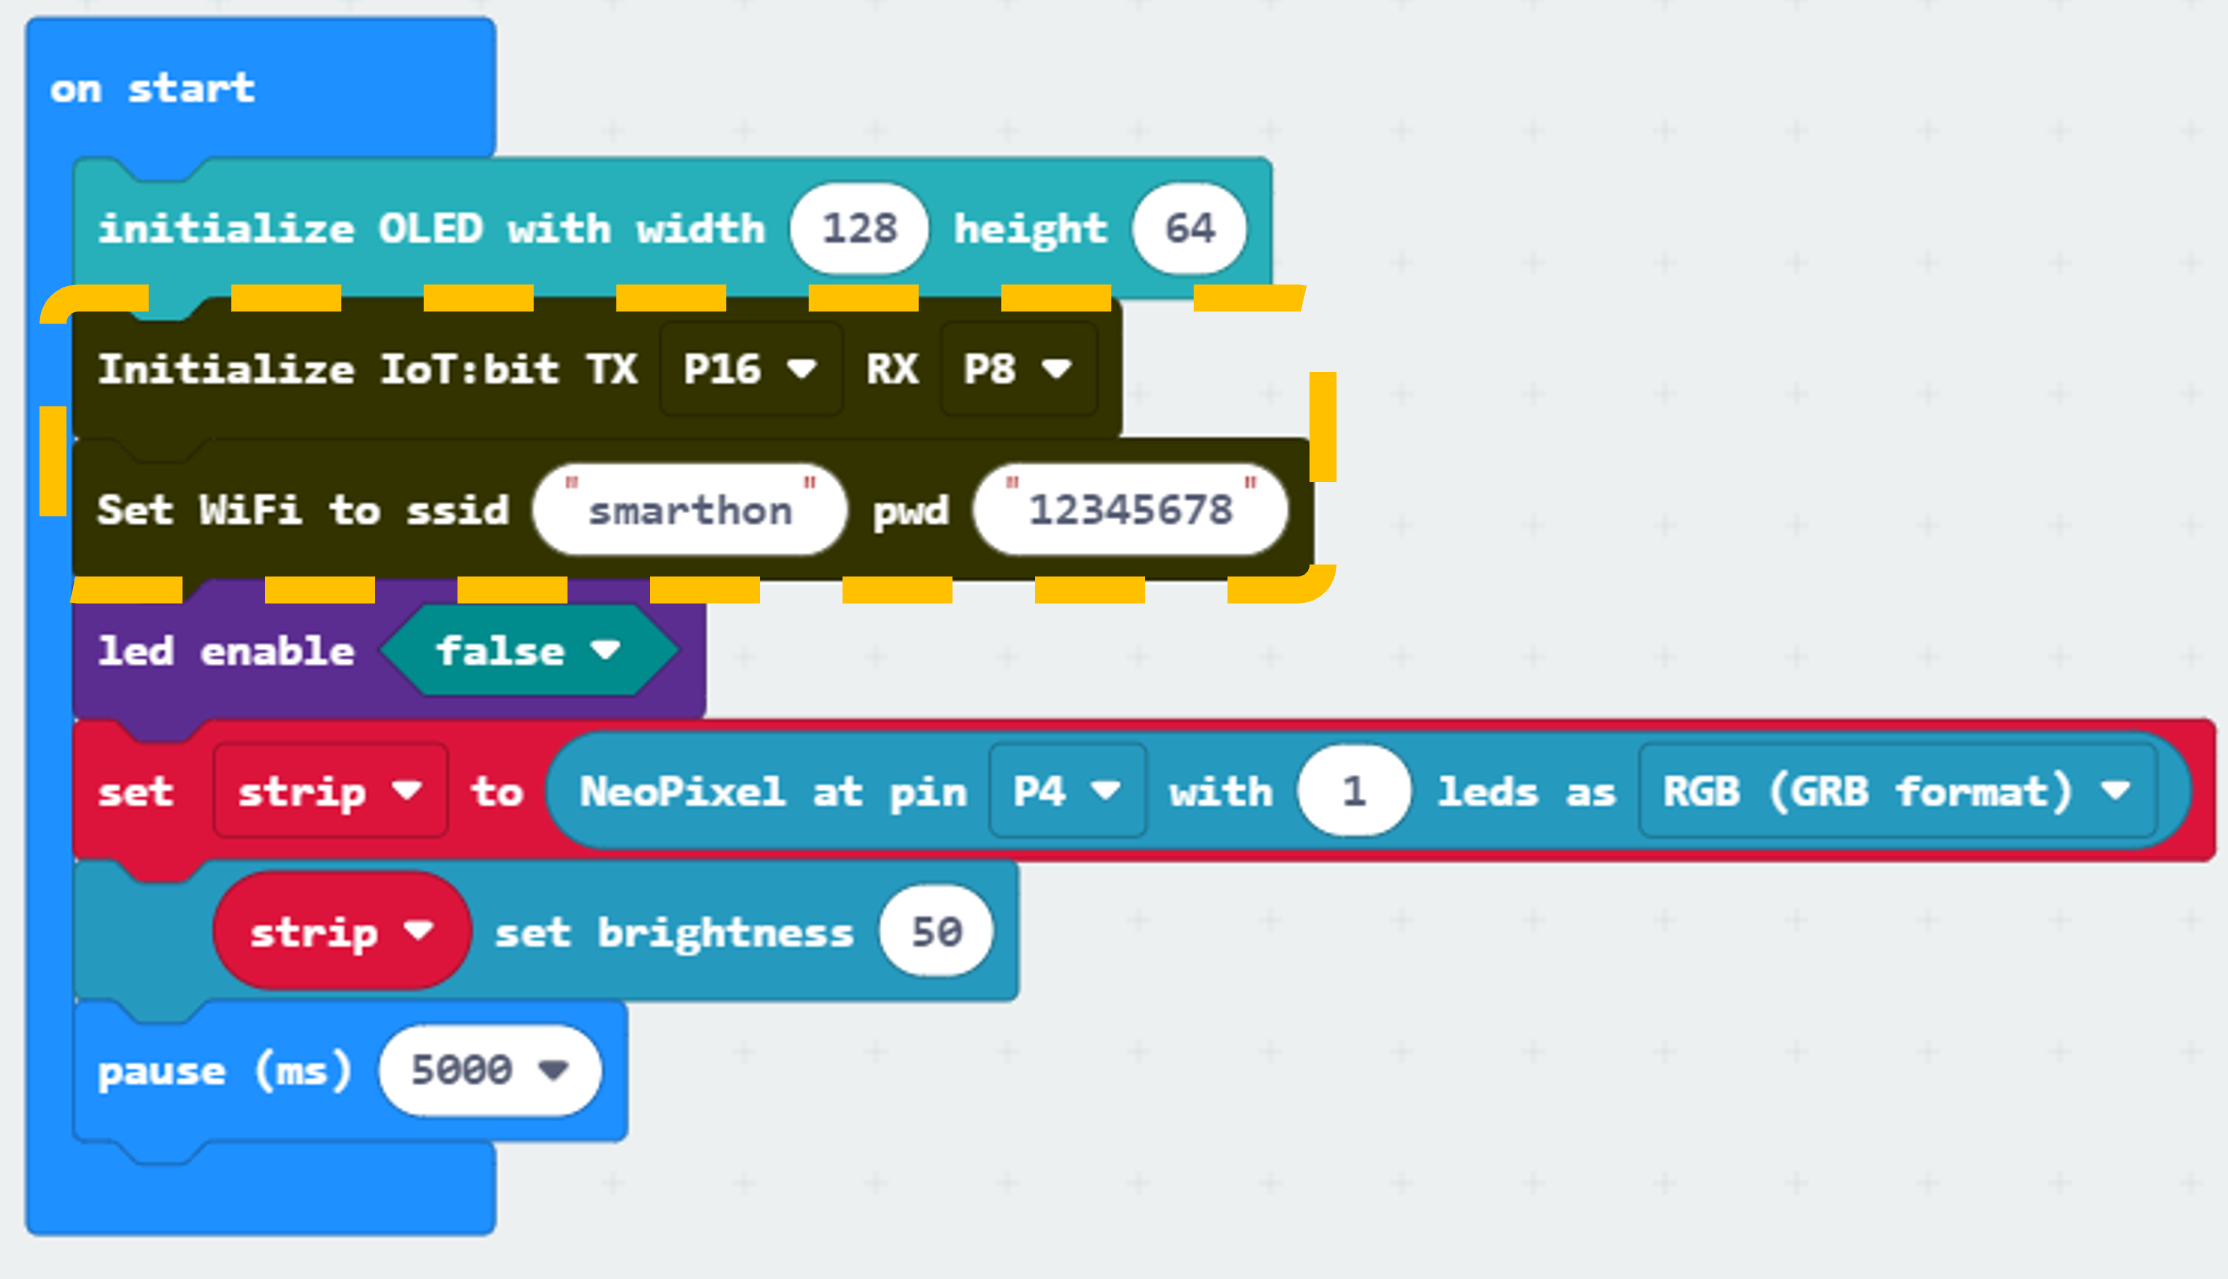 on start
initialize OLED with width 128 height 64
Initialize IoT:bit TX P16 RX P8
Set WiFi to ssid "smarthon" pwd "12345678"
led enable false
set strip to NeoPixel at pin P4 with 1 leds as RGB (GRB format)
strip set brightness 50
pause (ms) 5000